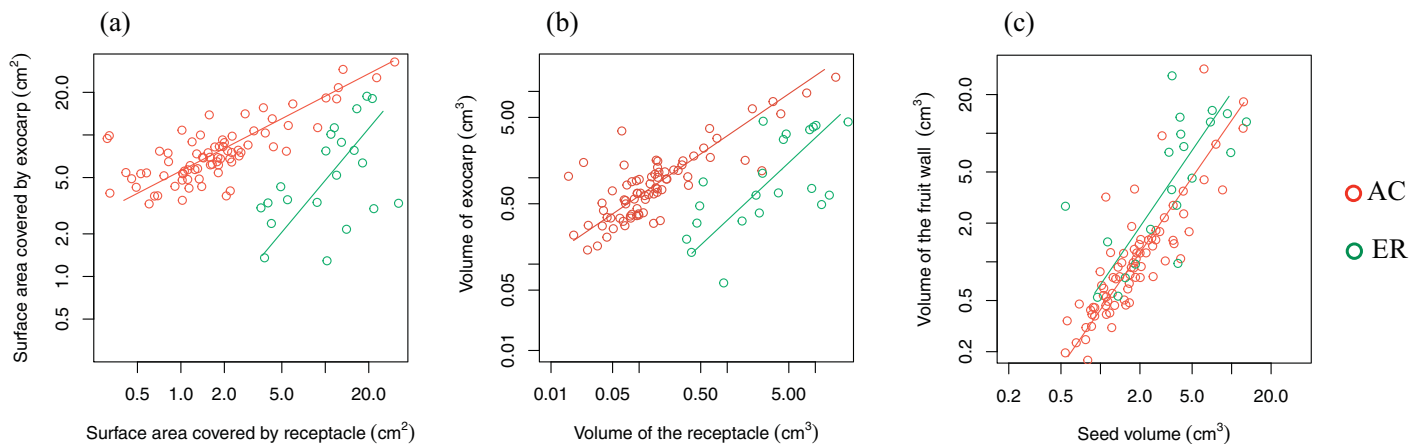 (a)
Surface area covered by exocarp (cm²)
20.0
5.0
2.0
1.0
0.5
0.5
1.0
2.0
5.0
20.0
Surface area covered by receptacle (cm²)
(b)
Volume of exocarp (cm³)
5.00
0.50
0.05
0.01
0.01
0.05
0.50
5.00
Volume of the receptacle (cm³)
(c)
Volume of the fruit wall (cm³)
20.0
5.0
2.0
0.5
0.2
0.2
0.5
2.0
5.0
20.0
Seed volume (cm³)
AC
ER